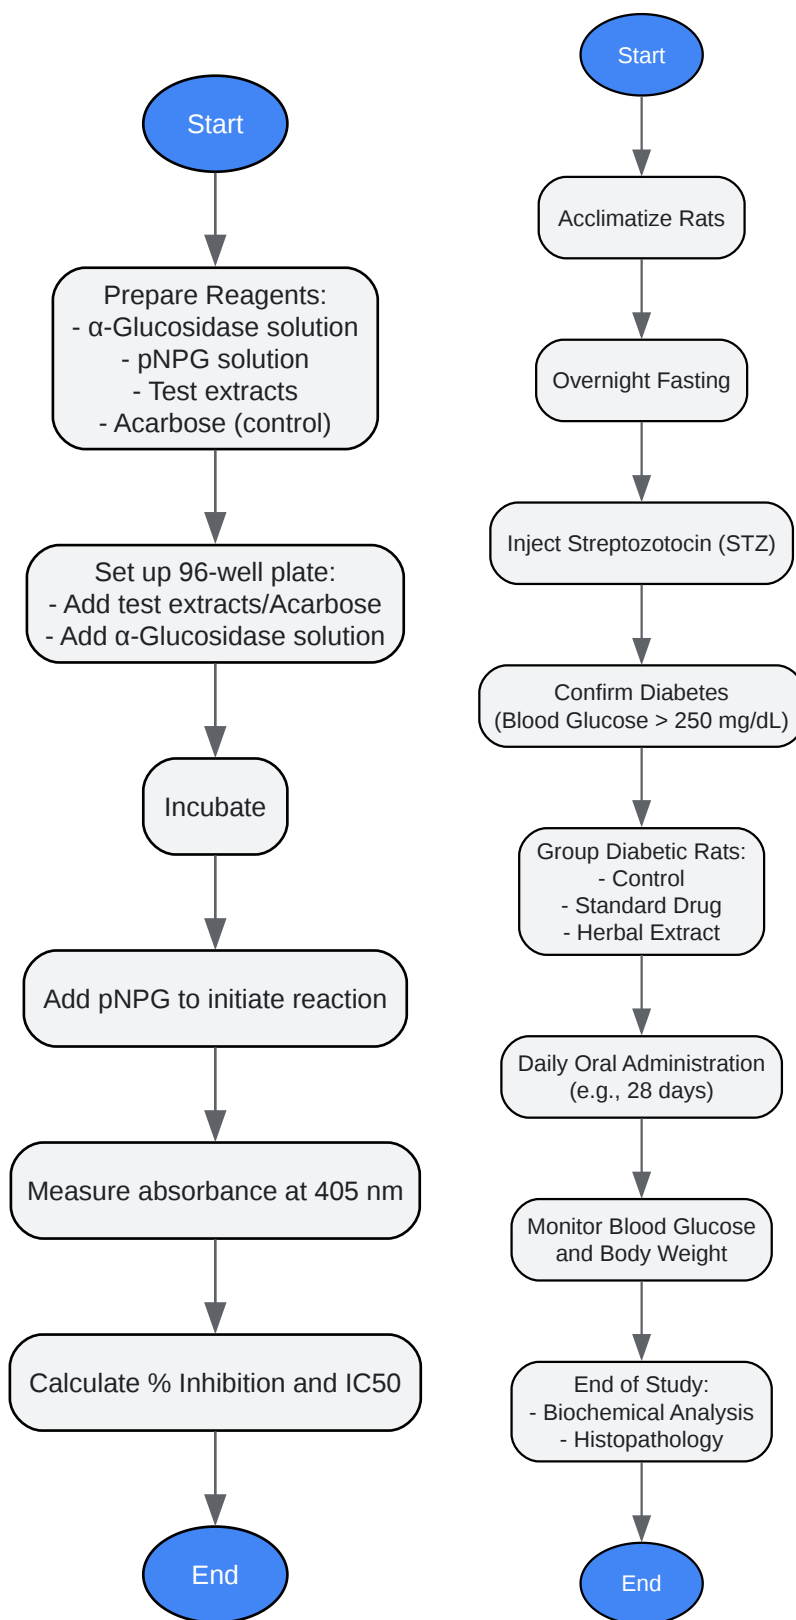 Start
Prepare Reagents:
- α-Glucosidase solution
- pNPG solution
- Test extracts
- Acarbose (control)
Set up 96-well plate:
- Add test extracts/Acarbose
- Add α-Glucosidase solution
Incubate
Add pNPG to initiate reaction
Measure absorbance at 405 nm
Calculate % Inhibition and IC50
End
Start
Acclimatize Rats
Overnight Fasting
Inject Streptozotocin (STZ)
Confirm Diabetes
(Blood Glucose > 250 mg/dL)
Group Diabetic Rats:
- Control
- Standard Drug
- Herbal Extract
Daily Oral Administration
(e.g., 28 days)
Monitor Blood Glucose
and Body Weight
End of Study:
- Biochemical Analysis
- Histopathology
End